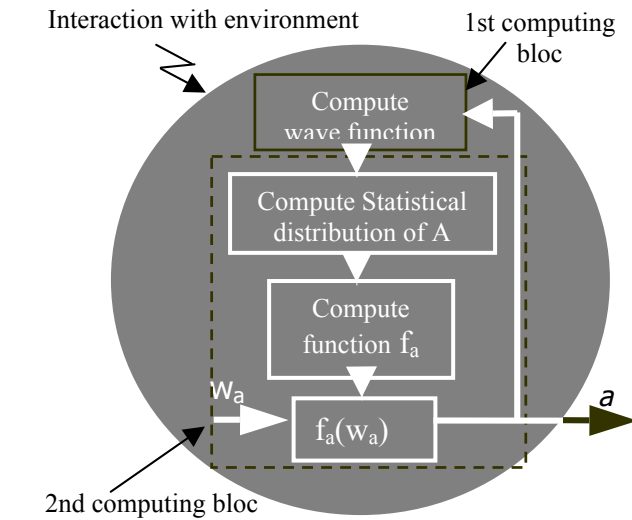 Interaction with environment
1st computing
bloc
Compute
wave function
Compute Statistical
distribution of A
Compute
function fₐ
wₐ
fₐ(wₐ)
a
2nd computing bloc